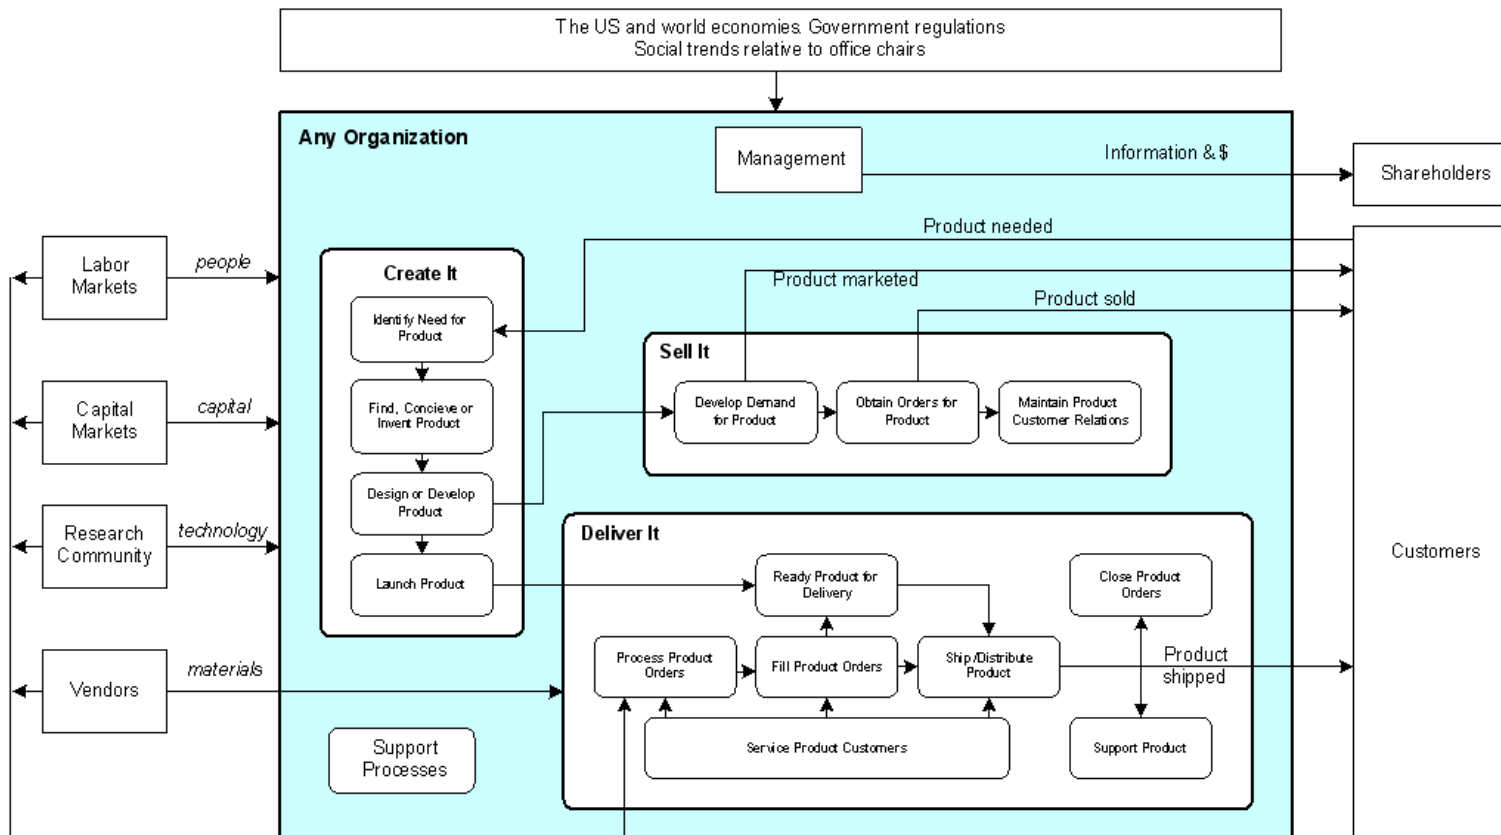 The US and world economies. Government regulations
Social trends relative to office chairs
Any Organization
Management
Information & $
Shareholders
Product needed
Labor
Markets
people
Create It
Product marketed
Identify Need for
Product
Product sold
Sell It
Capital
Markets
capital
Find, Concieve or
Invent Product
Develop Demand
for Product
Obtain Orders for
Product
Maintain Product
Customer Relations
Design or Develop
Product
Research
Community
technology
Deliver It
Customers
Launch Product
Ready Product for
Delivery
Close Product
Orders
Vendors
materials
Process Product
Orders
Fill Product Orders
Ship/Distribute
Product
Product
shipped
Support
Processes
Service Product Customers
Support Product